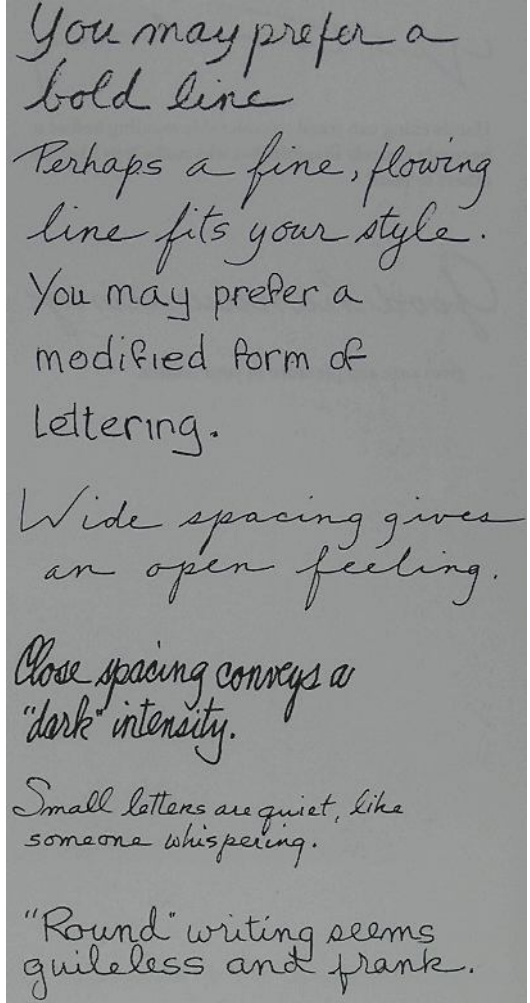 You may prefer a
bold line
Perhaps a fine, flowing
line fits your style.
You may prefer a
modified form of
lettering.
Wide spacing gives
an open feeling.
Close spacing conveys a
"dark" intensity.
Small letters are quiet, like
someone whispering.
"Round" writing seems
guileless and frank.